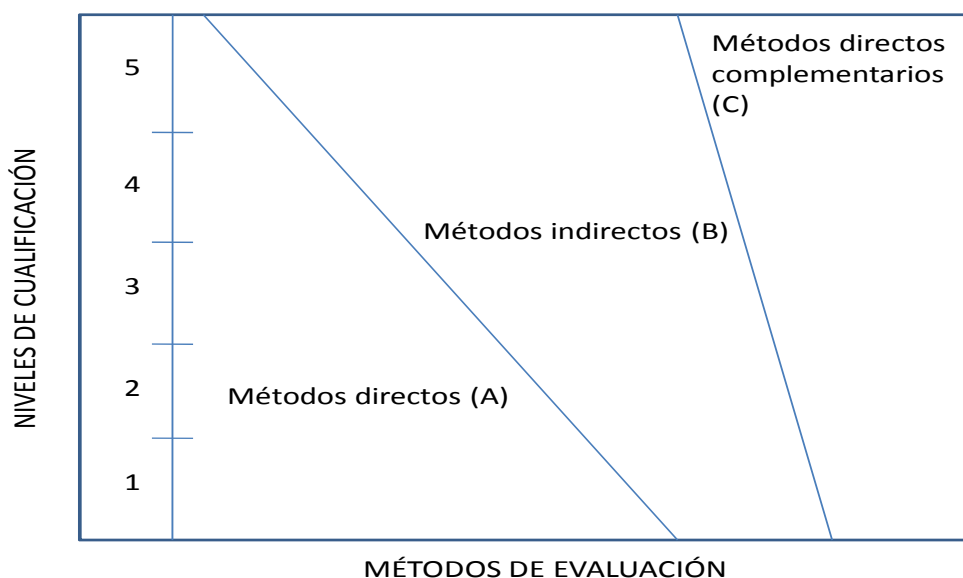 NIVELES DE CUALIFICACIÓN
5
4
3
2
1
Métodos directos
complementarios
(C)
Métodos indirectos (B)
Métodos directos (A)
MÉTODOS DE EVALUACIÓN